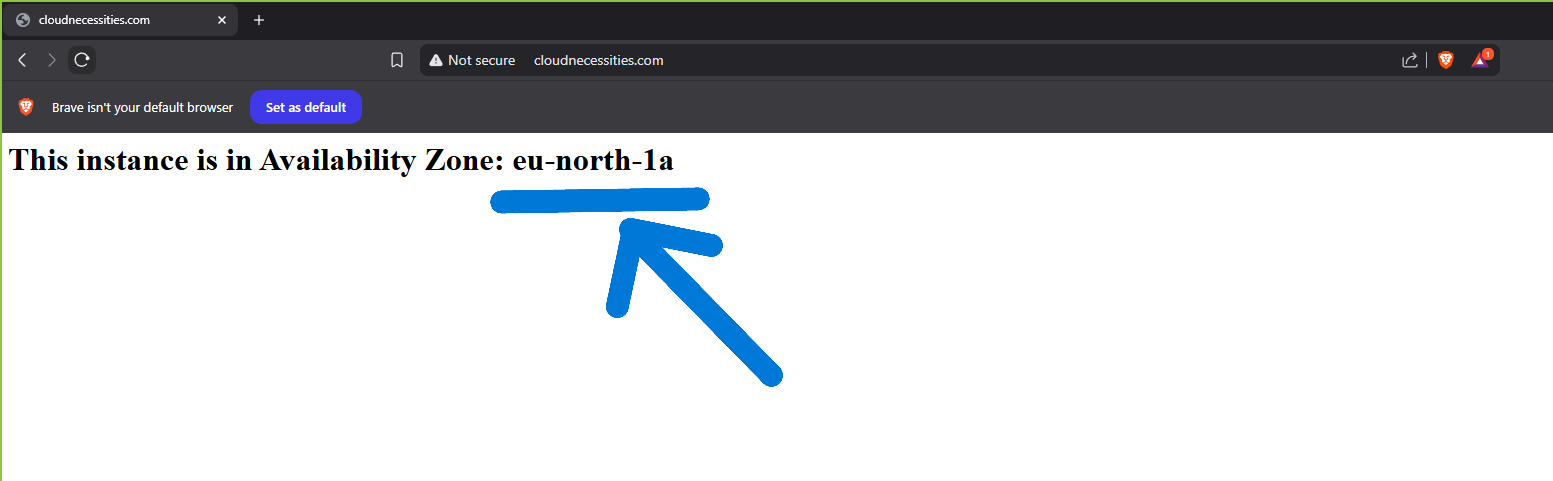 cloudnecessities.com
Not secure cloudnecessities.com
1
Brave isn't your default browser Set as default
This instance is in Availability Zone: eu-north-1a